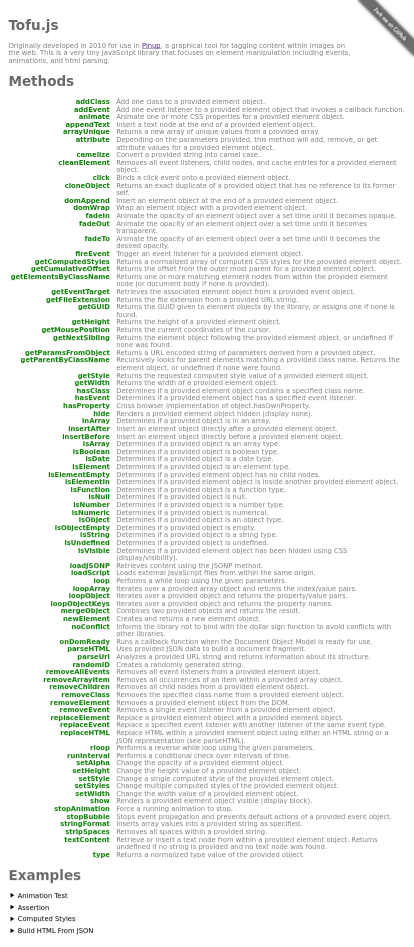 Fork me on GitHub
Tofu.js
Originally developed in 2010 for use in Pinup, a graphical tool for tagging content within images on
the web. This is a very tiny JavaScript library that focuses on element manipulation including events,
animations, and html parsing.
Methods
addClass Add one class to a provided element object.
addEvent Add one event listener to a provided element object that invokes a callback function.
animate Animate one or more CSS properties for a provided element object.
appendText Insert a text node at the end of a provided element object.
arrayUnique Returns a new array of unique values from a provided array.
attribute Depending on the parameters provided, this method will add, remove, or get
attribute values for a provided element object.
camelize Convert a provided string into camel case.
cleanElement Removes all event listeners, child nodes, and cache entries for a provided element
object.
click Binds a click event onto a provided element object.
cloneObject Returns an exact duplicate of a provided object that has no reference to its former
self.
domAppend Insert an element object at the end of a provided element object.
domWrap Wrap an element object with a provided element object.
fadeIn Animate the opacity of an element object over a set time until it becomes opaque.
fadeOut Animate the opacity of an element object over a set time until it becomes
transparent.
fadeTo Animate the opacity of an element object over a set time until it becomes the
desired opacity.
fireEvent Trigger an event listener for a provided element object.
getComputedStyles Returns a normalized array of computed CSS styles for the provided element object.
getCumulativeOffset Returns the offset from the outer most parent for a provided element object.
getElementsByClassName Returns one or more matching element nodes from within the provided element
node (or document body if none is provided).
getEventTarget Retrieves the associated element object from a provided event object.
getFileExtension Returns the file extension from a provided URL string.
getGUID Returns the GUID given to element objects by the library, or assigns one if none is
found.
getHeight Returns the height of a provided element object.
getMousePosition Returns the current coordinates of the cursor.
getNextSibling Returns the element object following the provided element object, or undefined if
none was found.
getParamsFromObject Returns a URL encoded string of parameters derived from a provided object.
getParentByClassName Recursively looks for parent elements matching a provided class name. Returns the
element object, or undefined if none were found.
getStyle Returns the requested computed style value of a provided element object.
getWidth Returns the width of a provided element object.
hasClass Determines if a provided element object contains a specified class name.
hasEvent Determines if a provided element object has a specified event listener.
hasProperty Cross browser implementation of object.hasOwnProperty.
hide Renders a provided element object hidden (display none).
inArray Determines if a provided object is in an array.
insertAfter Insert an element object directly after a provided element object.
insertBefore Insert an element object directly before a provided element object.
isArray Determines if a provided object is an array type.
isBoolean Determines if a provided object is boolean type.
isDate Determines if a provided object is a date type.
isElement Determines if a provided object is an element type.
isElementEmpty Determines if a provided element object has no child nodes.
isElementIn Determines if a provided element object is inside another provided element object.
isFunction Determines if a provided object is a function type.
isNull Determines if a provided object is null.
isNumber Determines if a provided object is a number type.
isNumeric Determines if a provided object is numerical.
isObject Determines if a provided object is an object type.
isObjectEmpty Determines if a provided object is empty.
isString Determines if a provided object is a string type.
isUndefined Determines if a provided object is undefined.
isVisible Determines if a provided element object has been hidden using CSS
(display/visibility).
loadJSONP Retrieves content using the JSONP method.
loadScript Loads external JavaScript files from within the same origin.
loop Performs a while loop using the given parameters.
loopArray Iterates over a provided array object and returns the index/value pairs.
loopObject Iterates over a provided object and returns the property/value pairs.
loopObjectKeys Iterates over a provided object and returns the property names.
mergeObject Combines two provided objects and returns the result.
newElement Creates and returns a new element object.
noConflict Informs the library not to bind with the dollar sign function to avoid conflicts with
other libraries.
onDomReady Runs a callback function when the Document Object Model is ready for use.
parseHTML Uses provided JSON data to build a document fragment.
parseUrl Analyzes a provided URL string and returns information about its structure.
randomID Creates a randomly generated string.
removeAllEvents Removes all event listeners from a provided element object.
removeArrayItem Removes all occurrences of an item within a provided array object.
removeChildren Removes all child nodes from a provided element object.
removeClass Removes the specified class name from a provided element object.
removeElement Removes a provided element object from the DOM.
removeEvent Removes a single event listener from a provided element object.
replaceElement Replace a provided element object with a provided element object.
replaceEvent Replace a specified event listener with another listener of the same event type.
replaceHTML Replace HTML within a provided element object using either an HTML string or a
JSON representation (see parseHTML).
rloop Performs a reverse while loop using the given parameters.
runInterval Performs a conditional check over intervals of time.
setAlpha Change the opacity of a provided element object.
setHeight Change the height value of a provided element object.
setStyle Change a single computed style of the provided element object.
setStyles Change multiple computed styles of the provided element object.
setWidth Change the width value of a provided element object.
show Renders a provided element object visible (display block).
stopAnimation Force a running animation to stop.
stopBubble Stops event propagation and prevents default actions of a provided event object.
stringFormat Inserts array values into a provided string as specified.
stripSpaces Removes all spaces within a provided string.
textContent Retrieve or insert a text node from within a provided element object. Returns
undefined if no string is provided and no text node was found.
type Returns a normalized type value of the provided object.
Examples
Animation Test
Assertion
Computed Styles
Build HTML From JSON